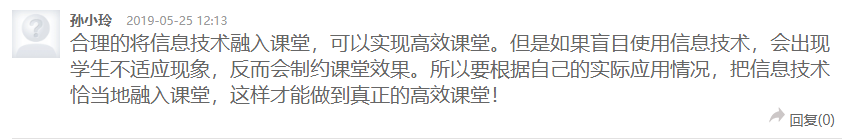 孙小玲 2019-05-25 12:13
合理的将信息技术融入课堂，可以实现高效课堂。但是如果盲目使用信息技术，会出现
学生不适应现象，反而会制约课堂效果。所以要根据自己的实际应用情况，把信息技术
恰当地融入课堂，这样才能做到真正的高效课堂！
回复(0)